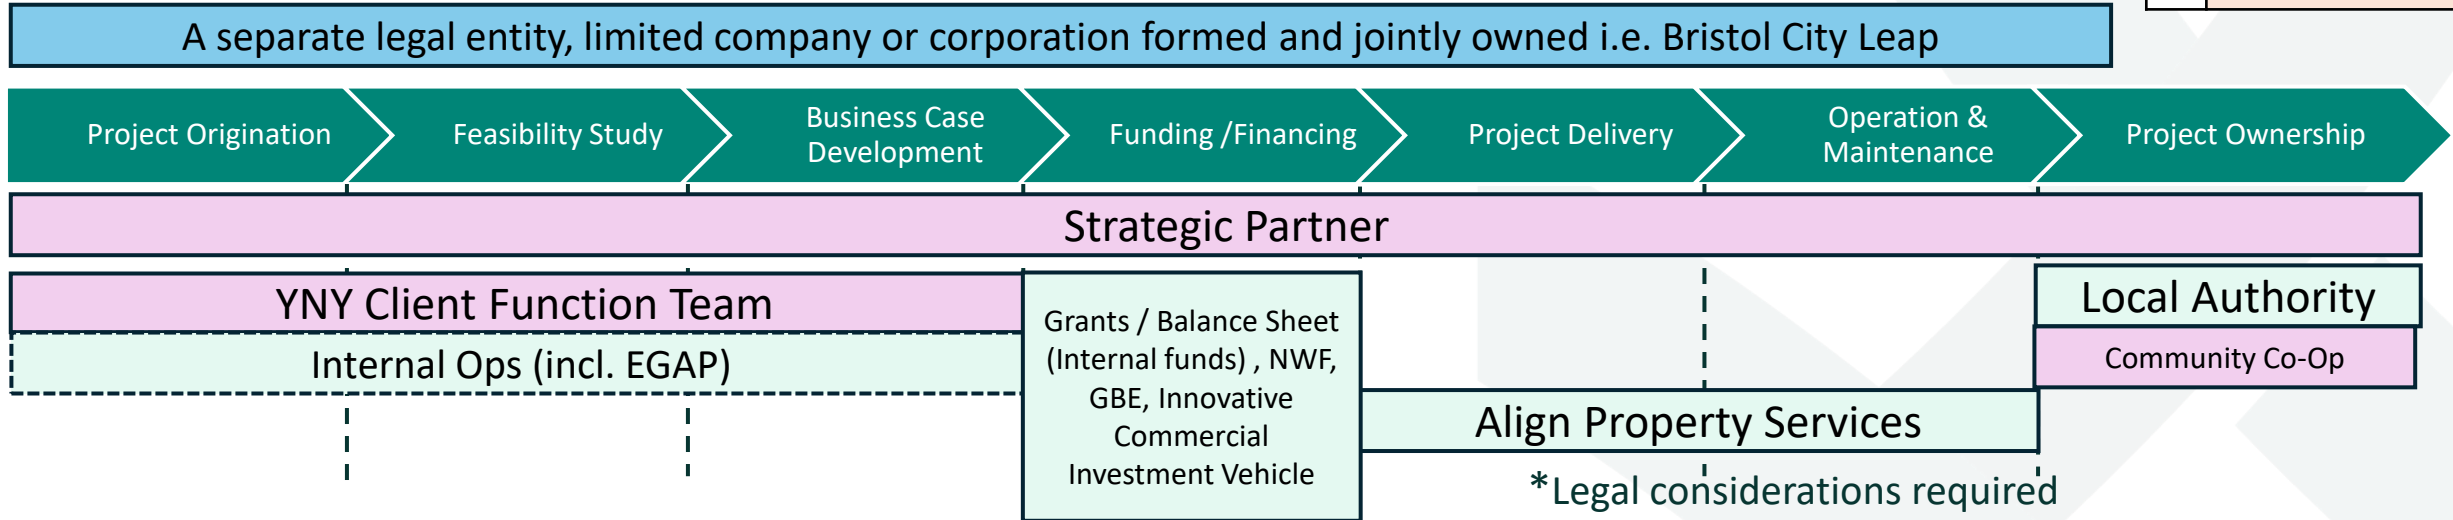 A separate legal entity, limited company or corporation formed and jointly owned i.e. Bristol City Leap
Project Origination
Feasibility Study
Business Case
Development
Funding /Financing
Project Delivery
Operation &
Maintenance
Project Ownership
Strategic Partner
YNY Client Function Team
Internal Ops (incl. EGAP)
Grants / Balance Sheet
(Internal funds) , NWF,
GBE, Innovative
Commercial
Investment Vehicle
Local Authority
Community Co-Op
Align Property Services
*Legal considerations required